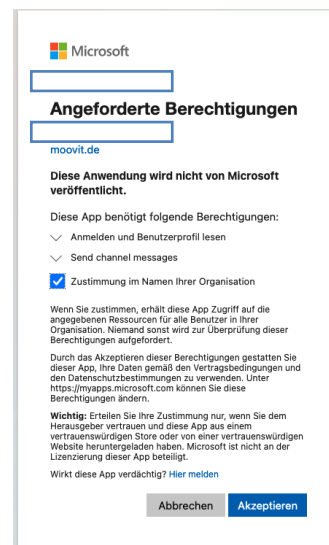 Microsoft
Angeforderte Berechtigungen
moovit.de
Diese Anwendung wird nicht von Microsoft
veröffentlicht.
Diese App benötigt folgende Berechtigungen:
Anmelden und Benutzerprofil lesen
Send channel messages
Zustimmung im Namen Ihrer Organisation
Wenn Sie zustimmen, erhält diese App Zugriff auf die
angegebenen Ressourcen für alle Benutzer in Ihrer
Organisation. Niemand sonst wird zur Überprüfung dieser
Berechtigungen aufgefordert.
Durch das Akzeptieren dieser Berechtigungen gestatten Sie
dieser App, Ihre Daten gemäß den Vertragsbedingungen und
den Datenschutzbestimmungen zu verwenden. Unter
https://myapps.microsoft.com können Sie diese
Berechtigungen ändern.
Wichtig: Erteilen Sie Ihre Zustimmung nur, wenn Sie dem
Herausgeber vertrauen und diese App aus einem
vertrauenswürdigen Store oder von einer vertrauenswürdigen
Website heruntergeladen haben. Microsoft ist nicht an der
Lizenzierung dieser App beteiligt.
Wirkt diese App verdächtig? Hier melden
Abbrechen Akzeptieren